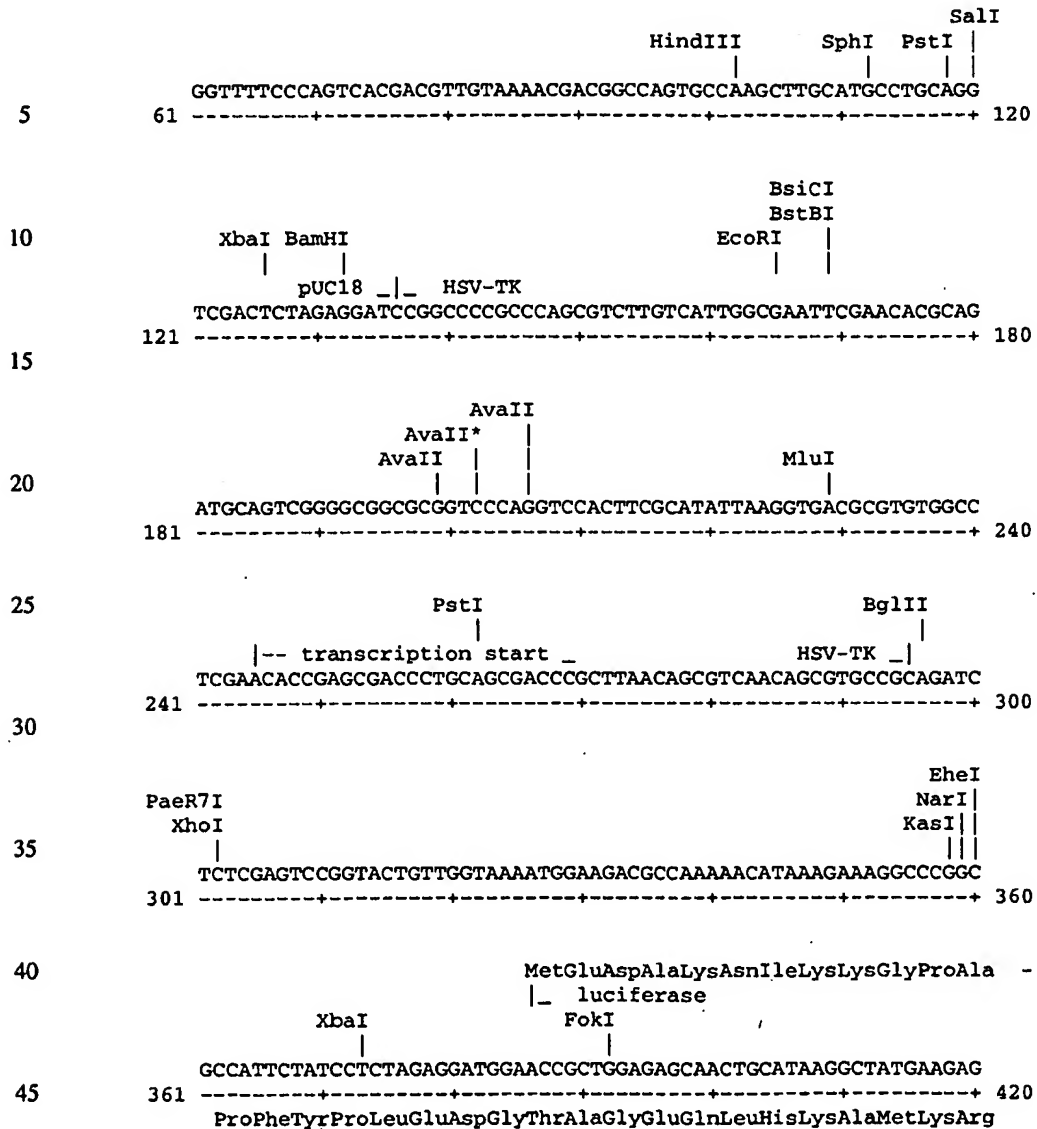 SalI
HindIII SphI PstI |
| | | |
GGTTTTCCCAGTCACGACGTTGTAAAACGACGGCCAGTGCCAAGCTTGCATGCCTGCAGG
5 61 ---------+---------+---------+---------+---------+---------+ 120
BsiCI
BstBI
10 XbaI BamHI EcoRI |
| | | |
pUC18 _|_ HSV-TK
TCGACTCTAGAGGATCCGGCCCCGCCCAGCGTCTTGTCATTGGCGAATTCGAACACGCAG
121 ---------+---------+---------+---------+---------+---------+ 180
15
AvaII
AvaII* |
AvaII | | MluI
20 | | | |
ATGCAGTCGGGGCGGCGCGGTCCCAGGTCCACTTCGCATATTAAGGTGACGCGTGTGGCC
181 ---------+---------+---------+---------+---------+---------+ 240
25 PstI BglII
| |
|-- transcription start _ HSV-TK _|
TCGAACACCGAGCGACCCTGCAGCGACCCGCTTAACAGCGTCAACAGCGTGCCGCAGATC
241 ---------+---------+---------+---------+---------+---------+ 300
30
EheI
PaeR7I NarI|
XhoI KasI||
35 | |||
TCTCGAGTCCGGTACTGTTGGTAAAATGGAAGACGCCAAAAACATAAAGAAAGGCCCGGC
301 ---------+---------+---------+---------+---------+---------+ 360
40 MetGluAspAlaLysAsnIleLysLysGlyProAla -
|_ luciferase
XbaI FokI
| |
GCCATTCTATCCTCTAGAGGATGGAACCGCTGGAGAGCAACTGCATAAGGCTATGAAGAG
45 361 ---------+---------+---------+---------+---------+---------+ 420
ProPheTyrProLeuGluAspGlyThrAlaGlyGluGlnLeuHisLysAlaMetLysArg